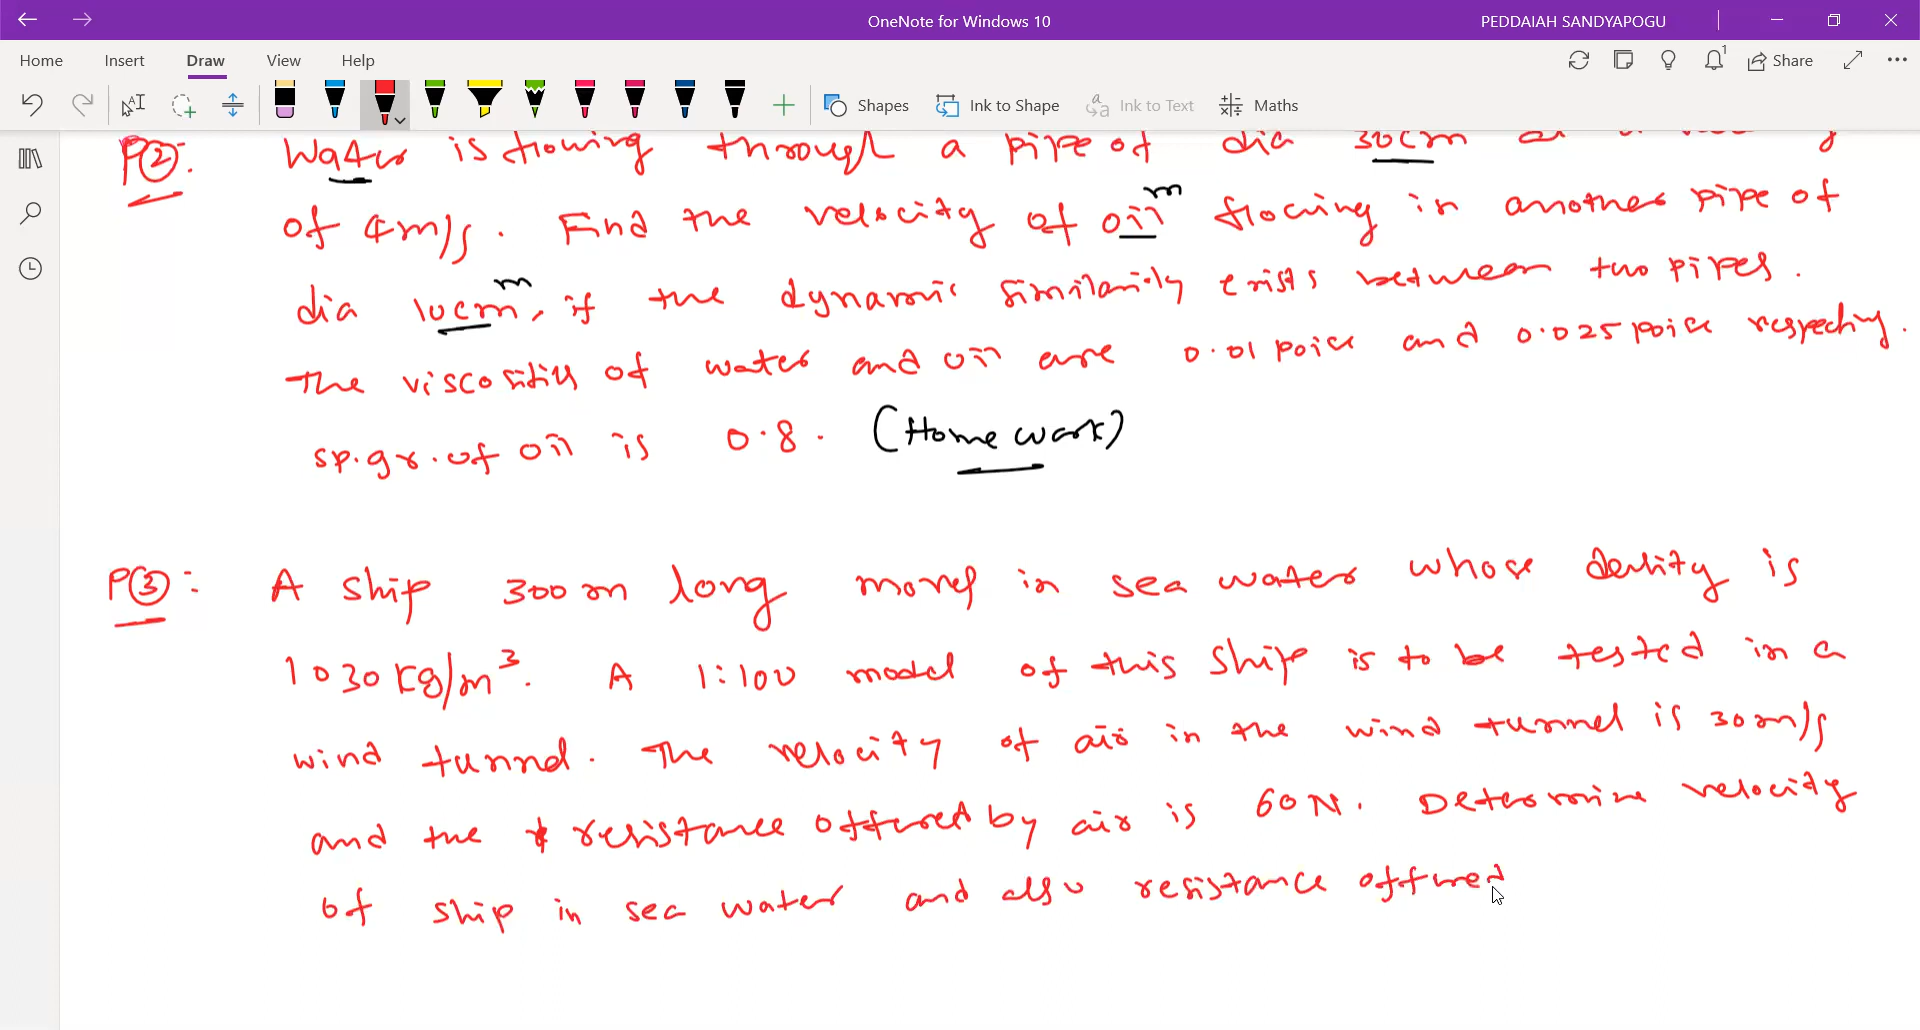 OneNote for Windows 10
PEDDAIAH SANDYAPOGU
Home Insert Draw View Help
1 Share
Shapes Ink to Shape Ink to Text Maths
P②: Water is flowing through a pipe of dia 30cm at a
of 4m/s. Find the velocity of oil m flowing in another pipe of
dia 10cm m, if the dynamic similarity exists between two pipes.
The viscosities of water and oil are 0.01 poise and 0.025 poise respectively.
sp.gr.of oil is 0.8. (Home work)
P③: A ship 300m long moves in sea water whose density is
1030 kg/m³. A 1:100 model of this ship is to be tested in a
wind tunnel. The velocity of air in the wind tunnel is 30m/s
and the resistance offered by air is 60N. Determine velocity
of ship in sea water and also resistance offered